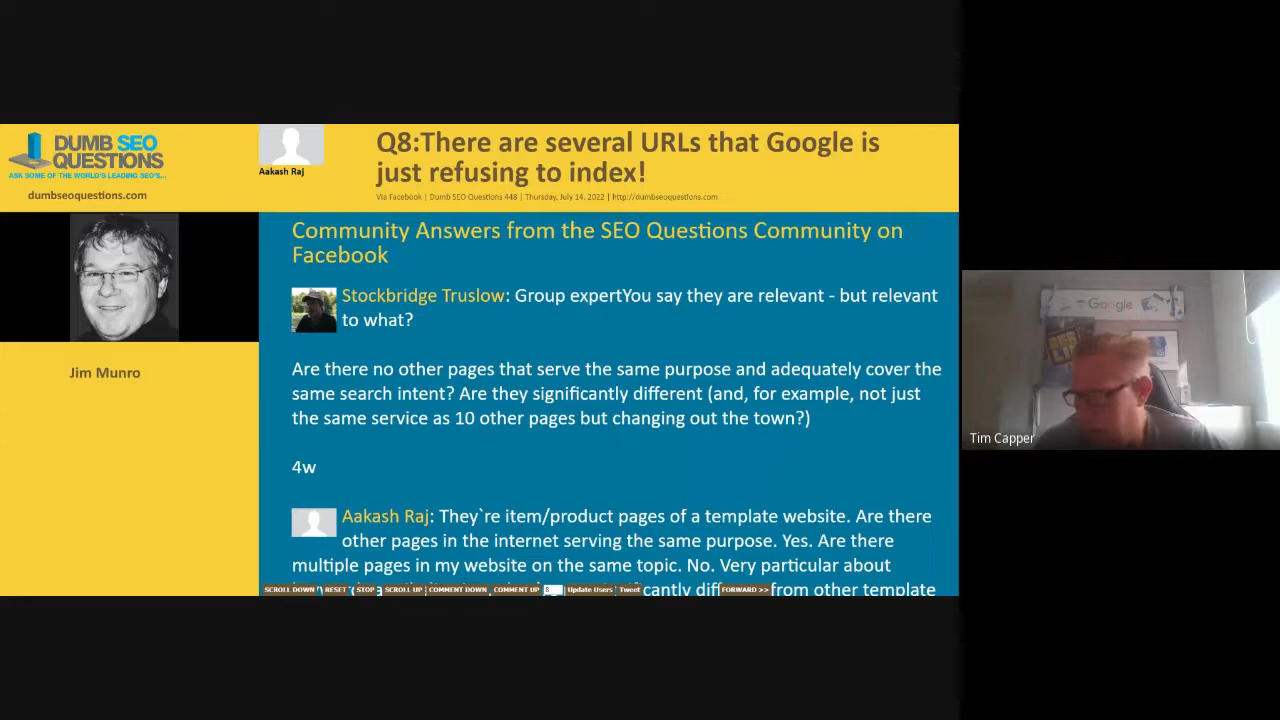 DUMB SEO
QUESTIONS
ASK SOME OF THE WORLD'S LEADING SEO'S...
dumbseoquestions.com
Aakash Raj
Q8:There are several URLs that Google is
just refusing to index!
Via Facebook | Dumb SEO Questions 448 | Thursday, July 14, 2022 | http://dumbseoquestions.com
Jim Munro
Community Answers from the SEO Questions Community on
Facebook
Stockbridge Truslow: Group expertYou say they are relevant - but relevant
to what?
Are there no other pages that serve the same purpose and adequately cover the
same search intent? Are they significantly different (and, for example, not just
the same service as 10 other pages but changing out the town?)
4w
Aakash Raj: They`re item/product pages of a template website. Are there
other pages in the internet serving the same purpose. Yes. Are there
multiple pages in my website on the same topic. No. Very particular about
from other template
SCROLL DOWN RESET STOP SCROLL UP COMMENT DOWN COMMENT UP 8 Update Users Tweet FORWARD >>
Google
Tim Capper